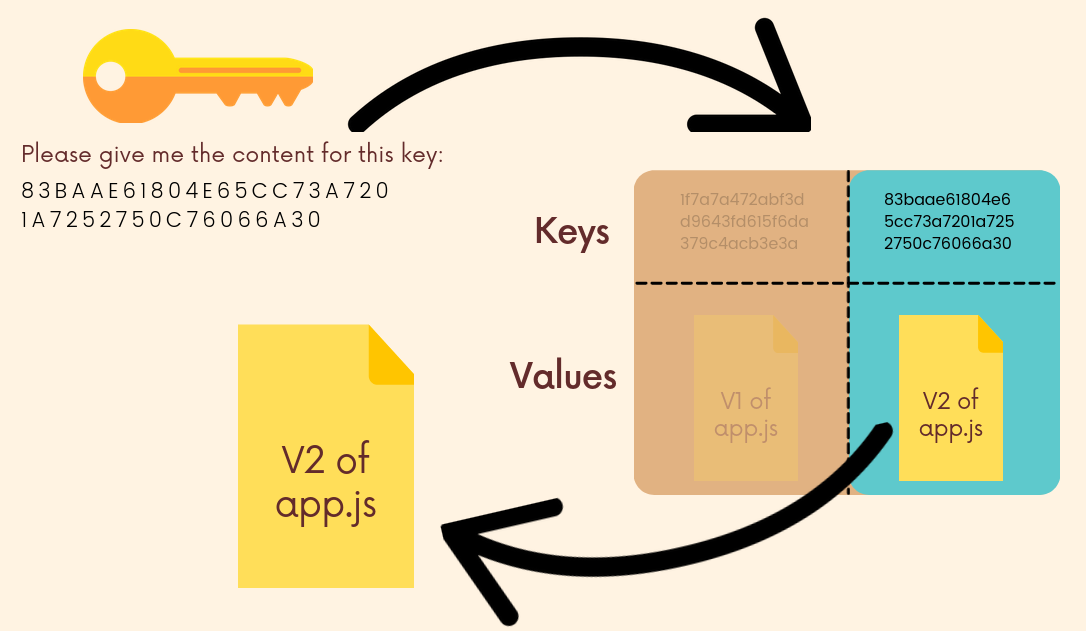 Please give me the content for this key:
83BAAE61804E65CC73A720
1A7252750C76066A30
Keys
1f7a7a472abf3d
d9643fd615f6da
379c4acb3e3a
83baae61804e6
5cc73a7201a725
2750c76066a30
Values
V1 of
app.js
V2 of
app.js
V2 of
app.js